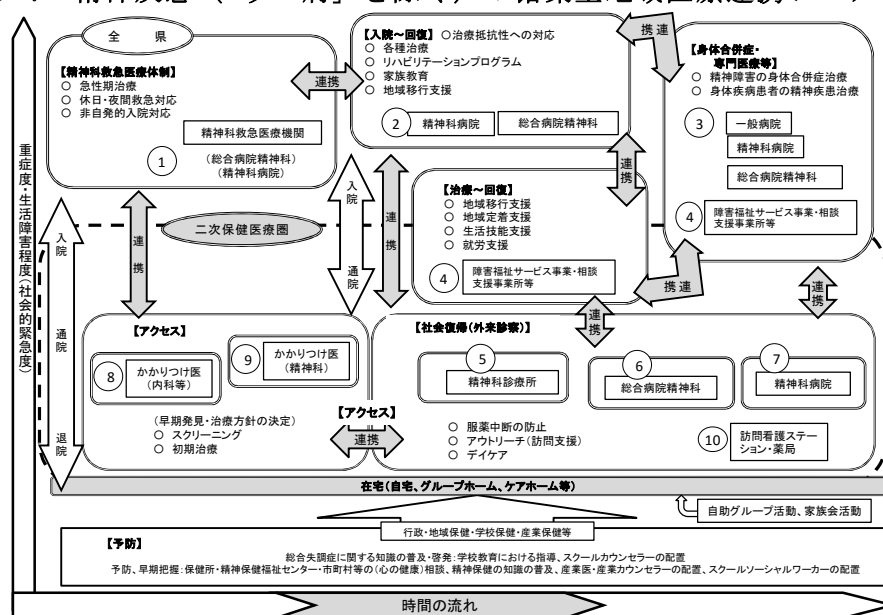 全　県
【精神科救急医療体制】
○ 急性期治療
○ 休日・夜間救急対応
○ 非自発的入院対応
精神科救急医療機関
①
(総合病院精神科)
(精神科病院)
連携
【入院～回復】 ○治療抵抗性への対応
○ 各種治療
○ リハビリテーションプログラム
○ 家族教育
○ 地域移行支援
② 精神科病院
総合病院精神科
携連
【身体合併症・
専門医療等】
○ 精神障害の身体合併症治療
○ 身体疾病患者の精神疾患治療
③ 一般病院
精神科病院
総合病院精神科
④ 障害福祉サービス事業・相談
支援事業所等
重症度・生活障害程度(社会的緊急度)
入院
通院
退院
連携
二次保健医療圏
入院
通院
連携
連携
【治療～回復】
○ 地域移行支援
○ 地域定着支援
○ 生活技能支援
○ 就労支援
④ 障害福祉サービス事業・相談
支援事業所等
携連
連携
連携
【アクセス】
⑧ かかりつけ医
(内科等)
⑨ かかりつけ医
(精神科)
(早期発見・治療方針の決定)
○ スクリーニング
○ 初期治療
【アクセス】
連携
【社会復帰(外来診察)】
⑤ 精神科診療所
⑥ 総合病院精神科
⑦ 精神科病院
○ 服薬中断の防止
○ アウトリーチ(訪問支援)
○ デイケア
⑩ 訪問看護ステー
ション・薬局
在宅(自宅、グループホーム、ケアホーム等)
自助グループ活動、家族会活動
行政・地域保健・学校保健・産業保健等
【予防】
総合失調症に関する知識の普及・啓発:学校教育における指導、スクールカウンセラーの配置
予防、早期把握:保健所・精神保健福祉センター・市町村等の(心の健康)相談、精神保健の知識の普及、産業医・産業カウンセラーの配置、スクールソーシャルワーカーの配置
時間の流れ